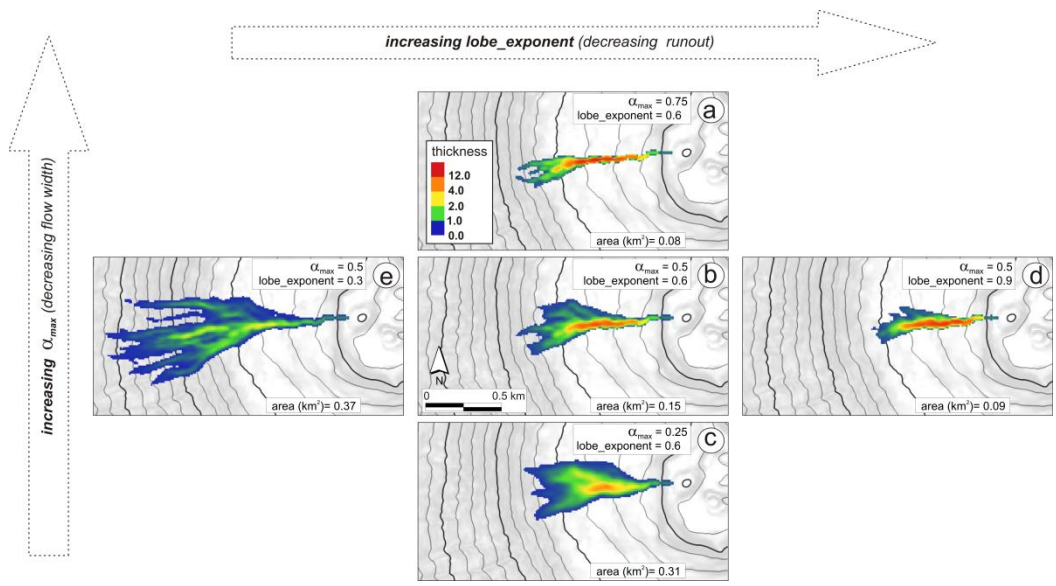 increasing lobe_exponent (decreasing runout)
increasing αmax (decreasing flow width)
αmax = 0.75
lobe_exponent = 0.6
a
thickness
12.0
4.0
2.0
1.0
0.0
area (km²)= 0.08
αmax = 0.5
lobe_exponent = 0.3
e
area (km²)= 0.37
αmax = 0.5
lobe_exponent = 0.6
b
N
0 0.5 km
area (km²)= 0.15
αmax = 0.5
lobe_exponent = 0.9
d
area (km²)= 0.09
αmax = 0.25
lobe_exponent = 0.6
c
area (km²)= 0.31